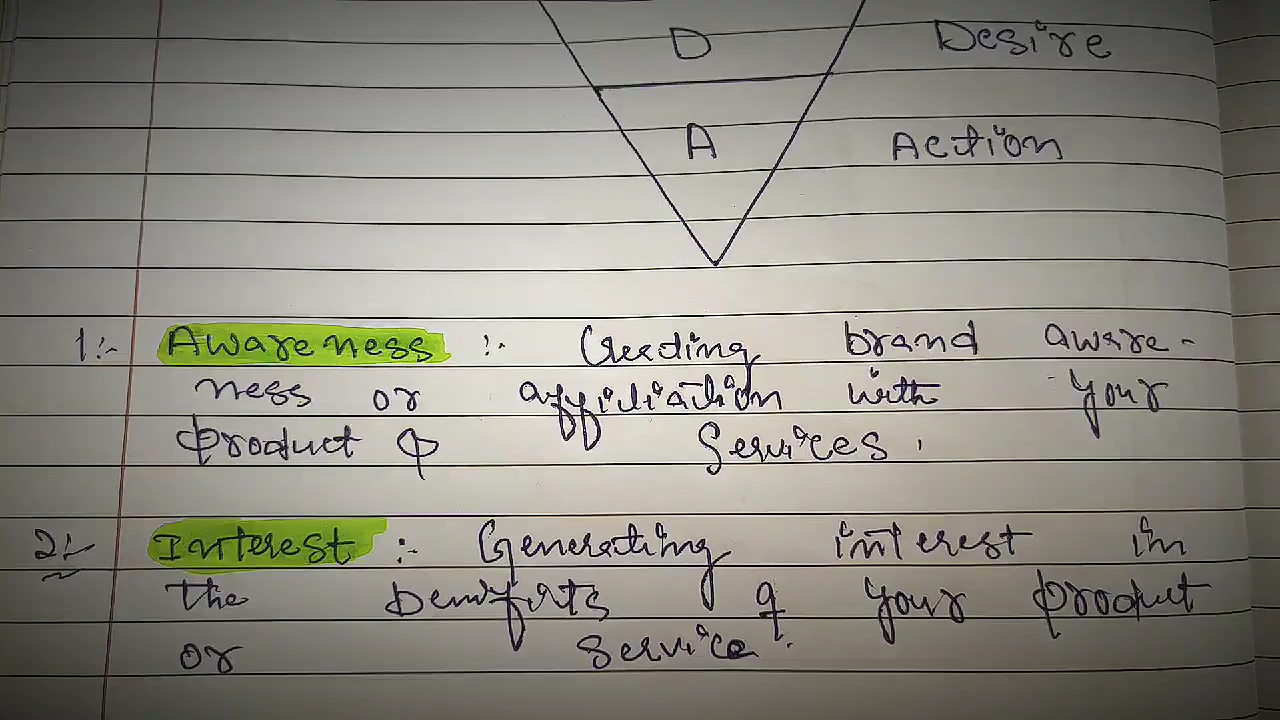 D Desire
A Action
1:- Awareness :- Creating brand aware-
ness or affiliation with your
product & Services.
2:- Interest :- Generating interest in
the benefits of your product
or Service.